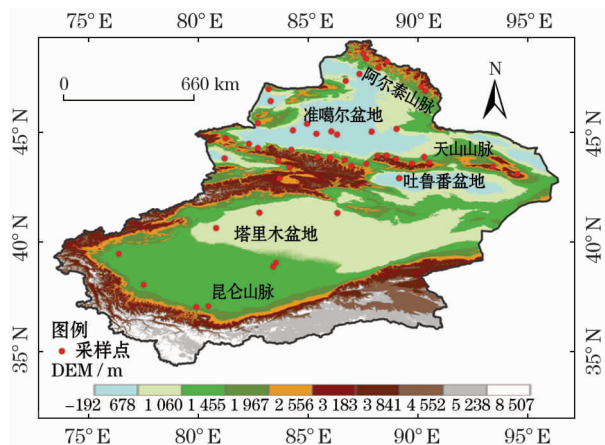 75°E 80°E 85°E 90°E 95°E
0 660 km
N
阿尔泰山脉
准噶尔盆地
45°N 45°N
天山山脉
吐鲁番盆地
40°N 40°N
塔里木盆地
昆仑山脉
35°N 35°N
图例
采样点
DEM / m
-192 678 1 060 1 455 1 967 2 556 3 183 3 841 4 552 5 238 8 507
75°E 80°E 85°E 90°E 95°E